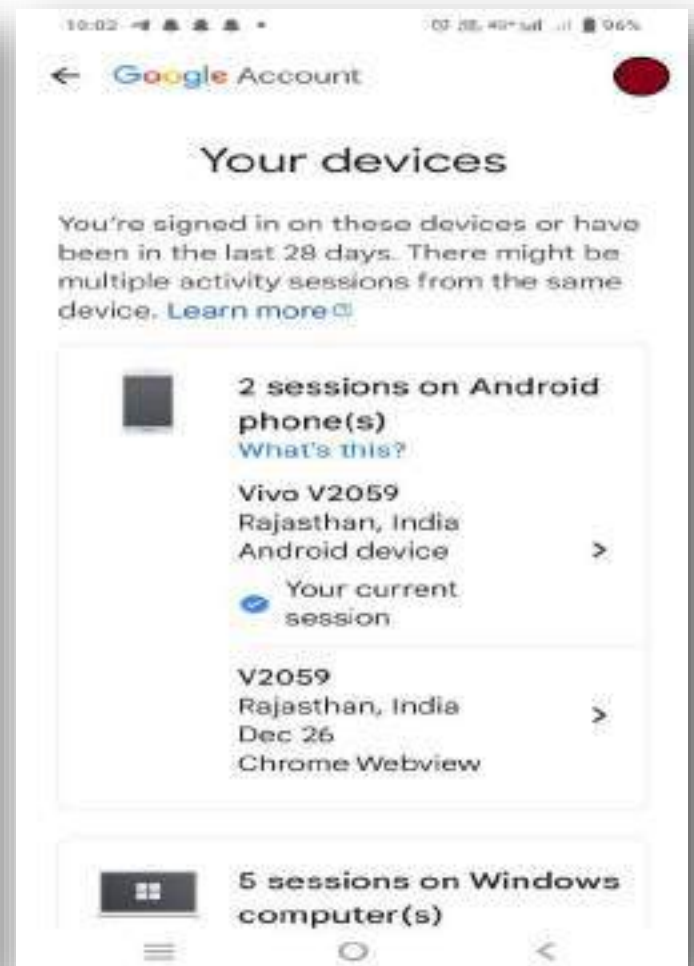 10:02
96%
Google Account
Your devices
You're signed in on these devices or have
been in the last 28 days. There might be
multiple activity sessions from the same
device. Learn more
2 sessions on Android
phone(s)
What's this?
Vivo V2059
Rajasthan, India
Android device
Your current
session
V2059
Rajasthan, India
Dec 26
Chrome Webview
5 sessions on Windows
computer(s)